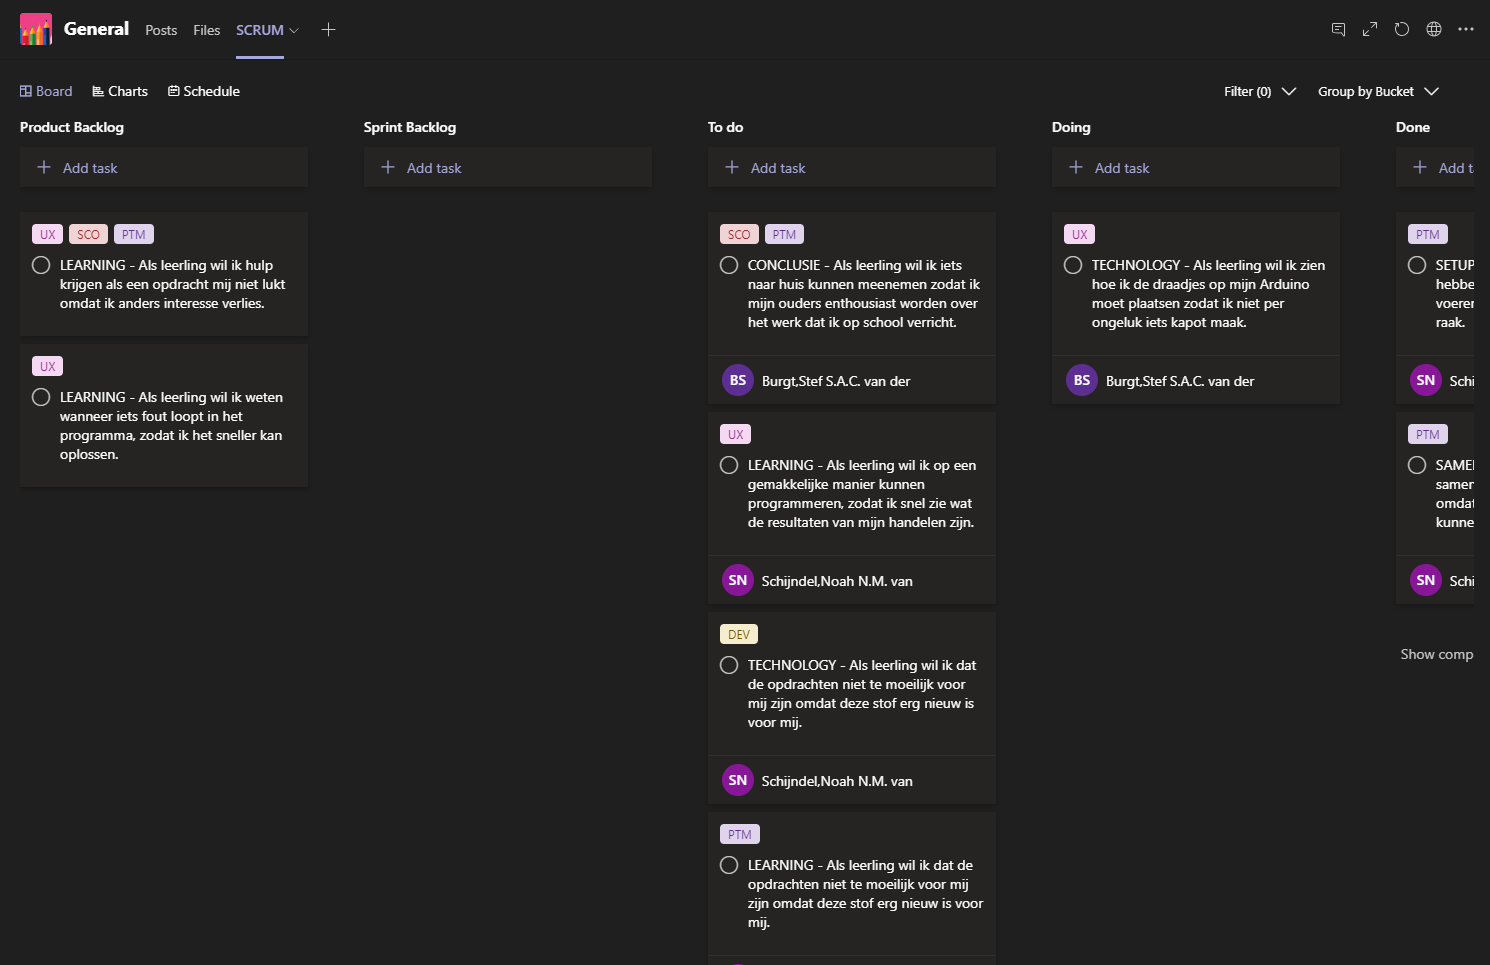 General Posts Files SCRUM
Board Charts Schedule Filter (0) Group by Bucket
Product Backlog
Add task
UX SCO PTM
LEARNING - Als leerling wil ik hulp
krijgen als een opdracht mij niet lukt
omdat ik anders interesse verlies.
UX
LEARNING - Als leerling wil ik weten
wanneer iets fout loopt in het
programma, zodat ik het sneller kan
oplossen.
Sprint Backlog
Add task
To do
Add task
SCO PTM
CONCLUSIE - Als leerling wil ik iets
naar huis kunnen meenemen zodat ik
mijn ouders enthousiast worden over
het werk dat ik op school verricht.
BS Burgt,Stef S.A.C. van der
UX
LEARNING - Als leerling wil ik op een
gemakkelijke manier kunnen
programmeren, zodat ik snel zie wat
de resultaten van mijn handelen zijn.
SN Schijndel,Noah N.M. van
DEV
TECHNOLOGY - Als leerling wil ik dat
de opdrachten niet te moeilijk voor
mij zijn omdat deze stof erg nieuw is
voor mij.
SN Schijndel,Noah N.M. van
PTM
LEARNING - Als leerling wil ik dat de
opdrachten niet te moeilijk voor mij
zijn omdat deze stof erg nieuw is voor
mij.
Doing
Add task
UX
TECHNOLOGY - Als leerling wil ik zien
hoe ik de draadjes op mijn Arduino
moet plaatsen zodat ik niet per
ongeluk iets kapot maak.
BS Burgt,Stef S.A.C. van der
Done
Add t
PTM
SETUP
hebbe
voeren
raak.
SN Schij
PTM
SAME
samen
omdat
kunne
SN Schij
Show comp